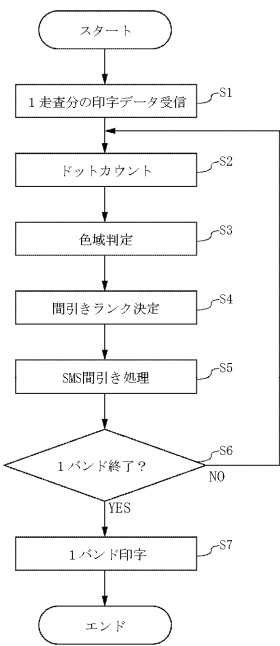 スタート
1走査分の印字データ受信
S1
ドットカウント
S2
色域判定
S3
間引きランク決定
S4
SMS間引き処理
S5
1バンド終了?
S6
NO
YES
1バンド印字
S7
エンド